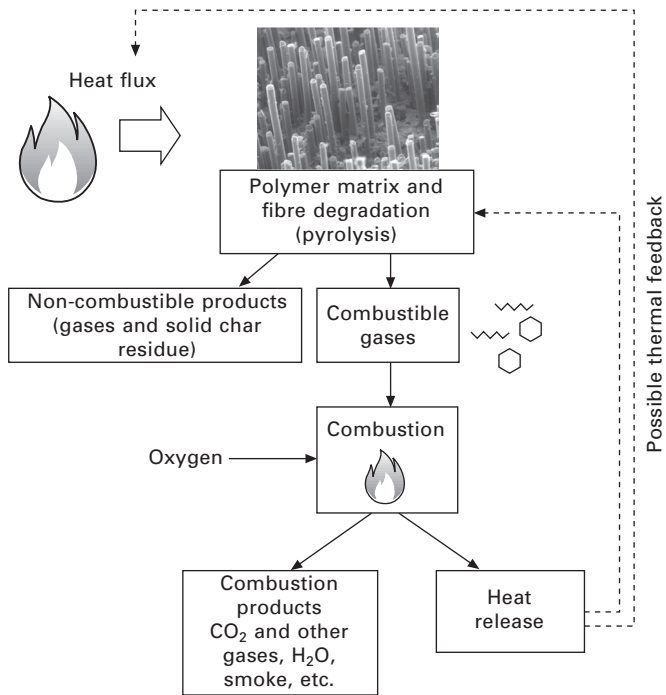 Heat flux
Polymer matrix and
fibre degradation
(pyrolysis)
Non-combustible products
(gases and solid char
residue)
Combustible
gases
Combustion
Oxygen
Combustion
products
CO₂ and other
gases, H₂O,
smoke, etc.
Heat
release
Possible thermal feedback